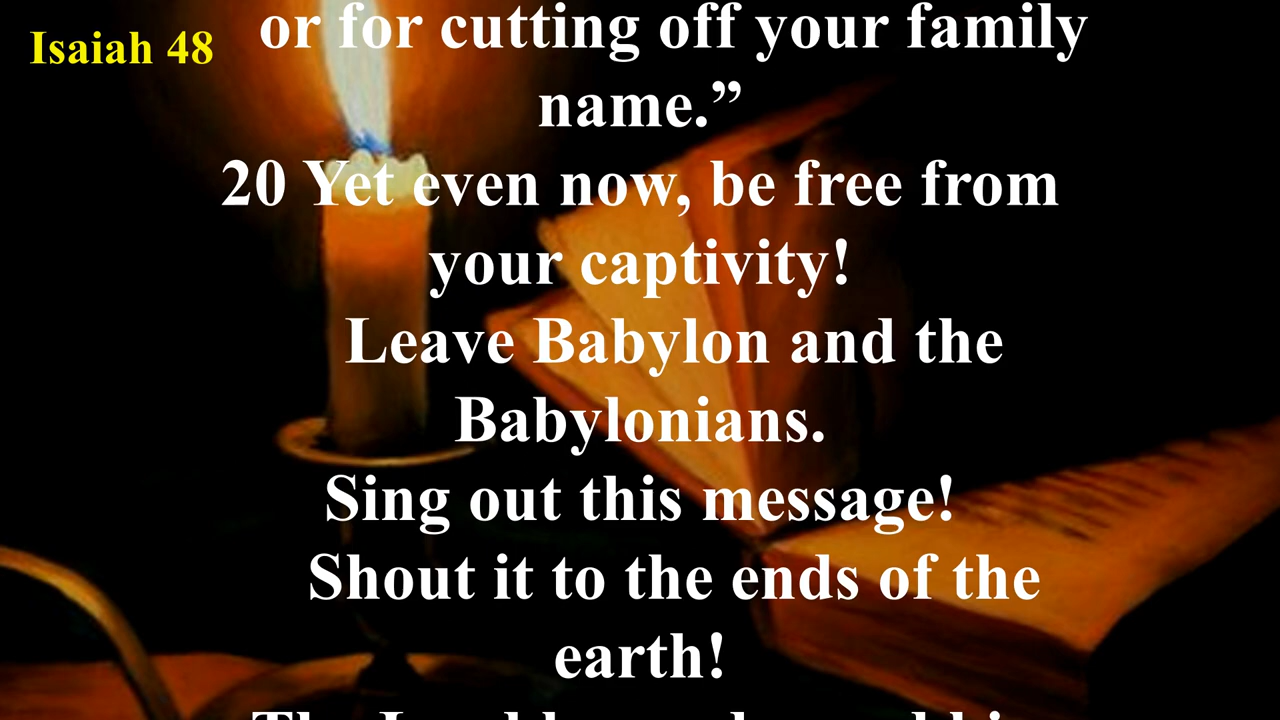 Isaiah 48
or for cutting off your family
name.”
20 Yet even now, be free from
your captivity!
Leave Babylon and the
Babylonians.
Sing out this message!
Shout it to the ends of the
earth!